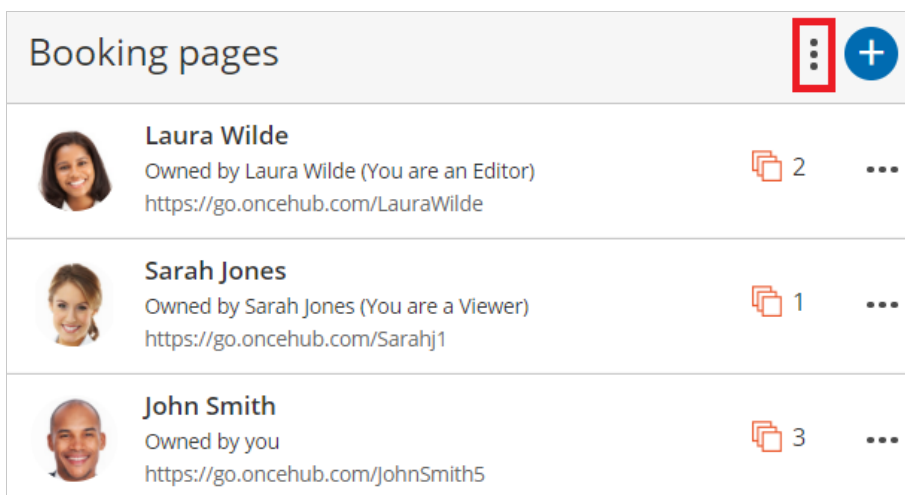 Booking pages
Laura Wilde
Owned by Laura Wilde (You are an Editor)
https://go.oncehub.com/LauraWilde
2
Sarah Jones
Owned by Sarah Jones (You are a Viewer)
https://go.oncehub.com/Sarahj1
1
John Smith
Owned by you
https://go.oncehub.com/JohnSmith5
3